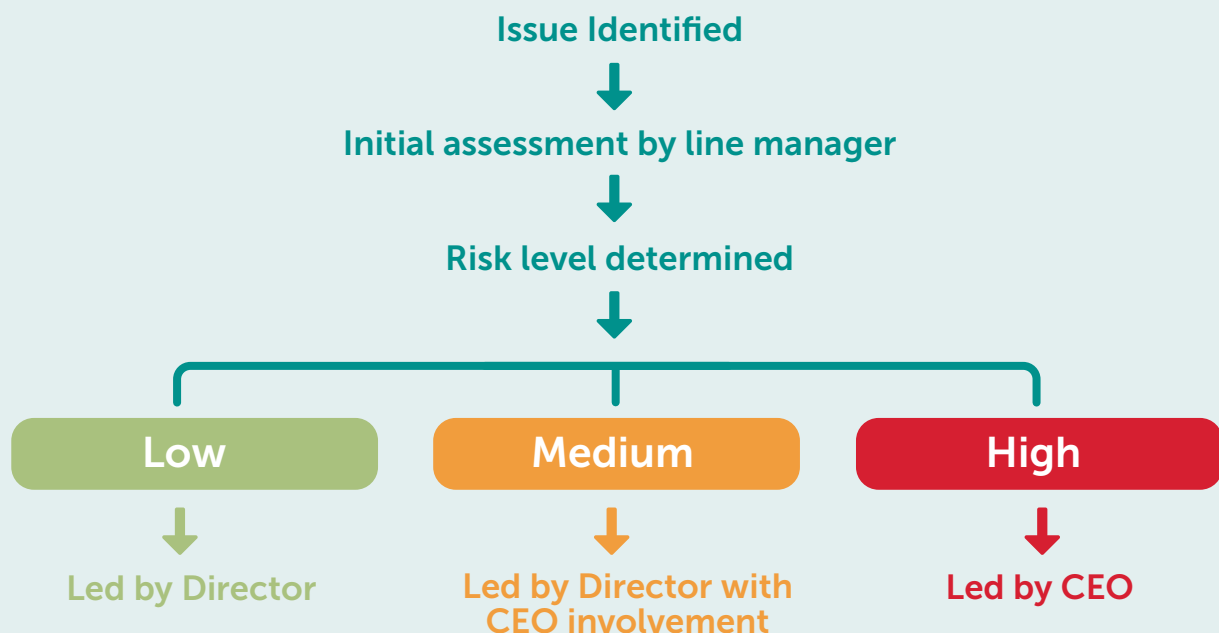 Issue Identified
Initial assessment by line manager
Risk level determined
Low
Medium
High
Led by Director
Led by Director with
CEO involvement
Led by CEO